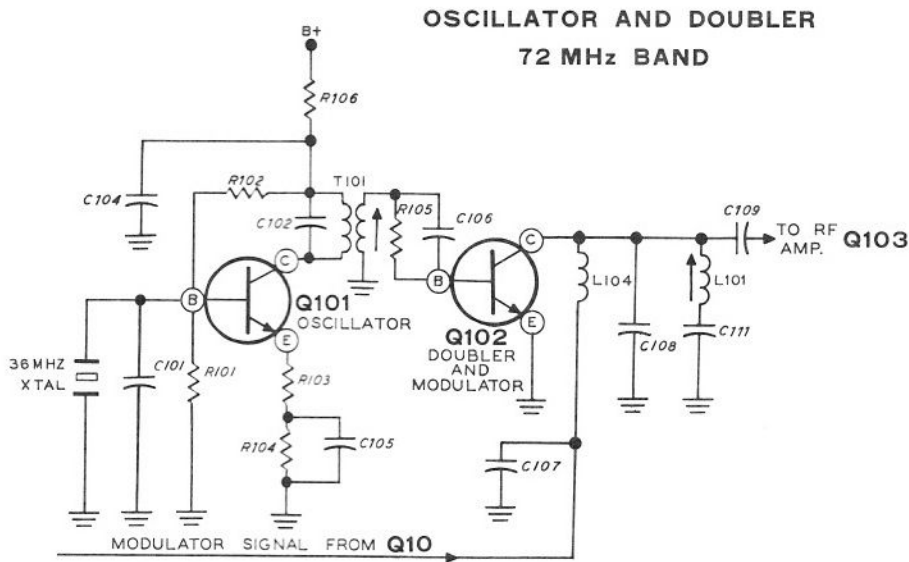 OSCILLATOR AND DOUBLER
72 MHz BAND
B+
R106
C104
R102
T101
C102
R105
C106
C109
TO RF
AMP. Q103
C
B
E
Q101
OSCILLATOR
C
B
E
Q102
DOUBLER
AND
MODULATOR
L104
L101
C108
C111
36MHZ
XTAL
C101
R101
R103
R104
C105
C107
MODULATOR SIGNAL FROM Q10